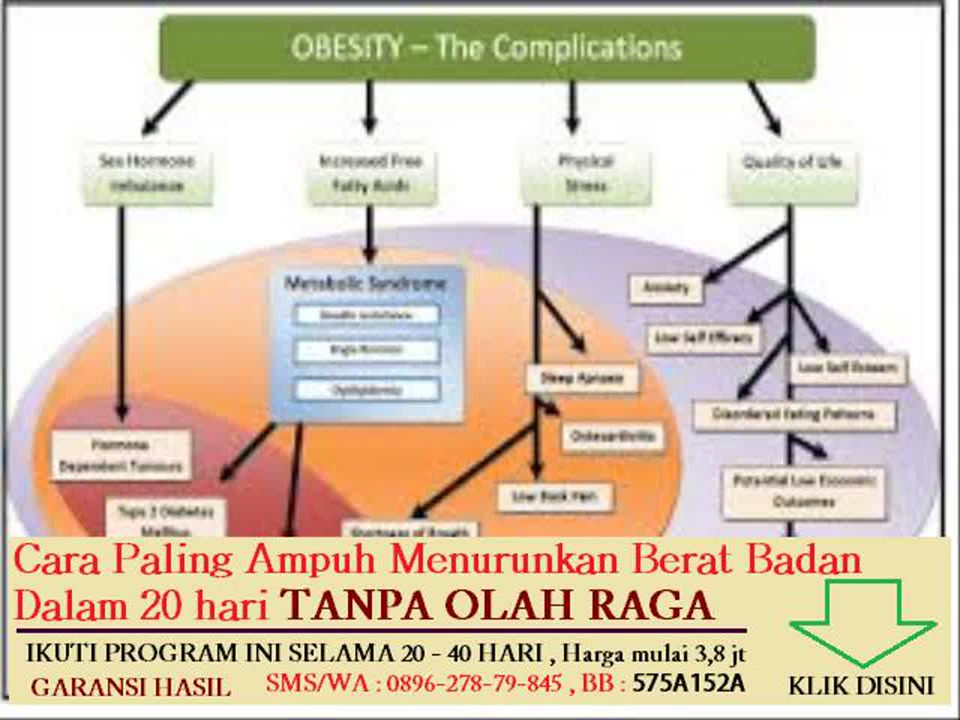 OBESITY – The Complications
Sex Hormone
Imbalance
Increased Free
Fatty Acids
Physical
Stress
Quality of Life
Metabolic Syndrome
Anxiety
Low Self Efficacy
Low Self Esteem
Sleep Apnoea
Disordered Eating Patterns
Osteoarthritis
Hormone
Dependent Tumours
Low Back Pain
Potential Low Economic
Outcomes
Type 2 Diabetes
Mellitus
Shortness of Breath
Cara Paling Ampuh Menurunkan Berat Badan
Dalam 20 hari TANPA OLAH RAGA
IKUTI PROGRAM INI SELAMA 20 - 40 HARI , Harga mulai 3,8 jt
GARANSI HASIL SMS/WA : 0896-278-79-845 , BB : 575A152A
KLIK DISINI